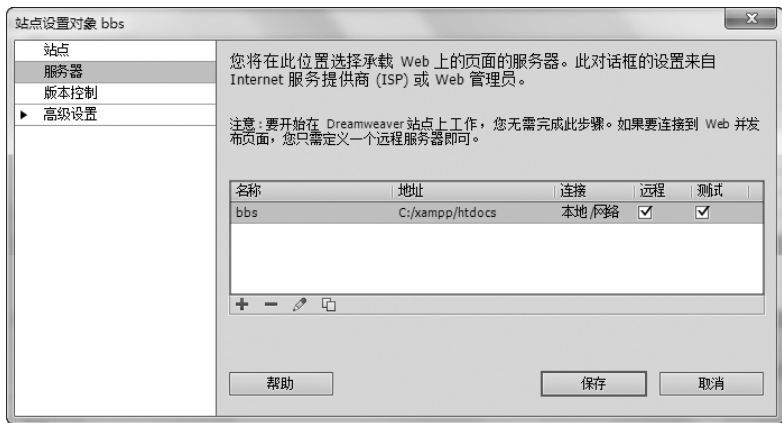 站点设置对象 bbs
站点
服务器
版本控制
高级设置
您将在此位置选择承载 Web 上的页面的服务器。此对话框的设置来自
Internet 服务提供商 (ISP) 或 Web 管理员。
注意:要开始在 Dreamweaver 站点上工作，您无需完成此步骤。如果要连接到 Web 并发
布页面，您只需定义一个远程服务器即可。
名称 地址 连接 远程 测试
bbs C:/xampp/htdocs 本地/网络
帮助 保存 取消